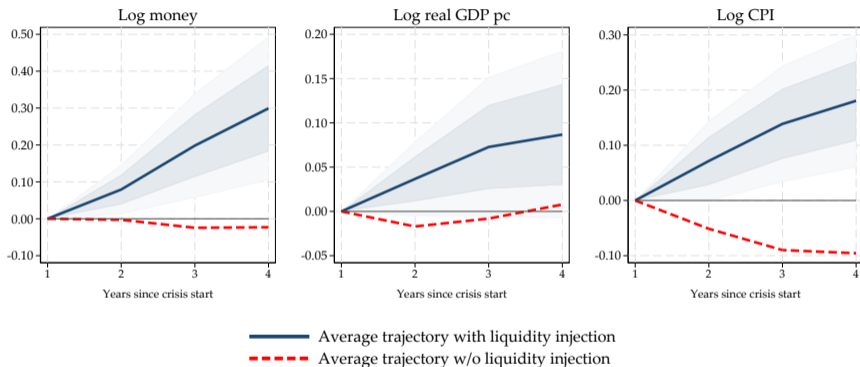 Log money
0.50
0.40
0.30
0.20
0.10
0.00
-0.10
1 2 3 4
Years since crisis start
Log real GDP pc
0.20
0.15
0.10
0.05
0.00
-0.05
1 2 3 4
Years since crisis start
Log CPI
0.30
0.20
0.10
0.00
-0.10
1 2 3 4
Years since crisis start
Average trajectory with liquidity injection
Average trajectory w/o liquidity injection